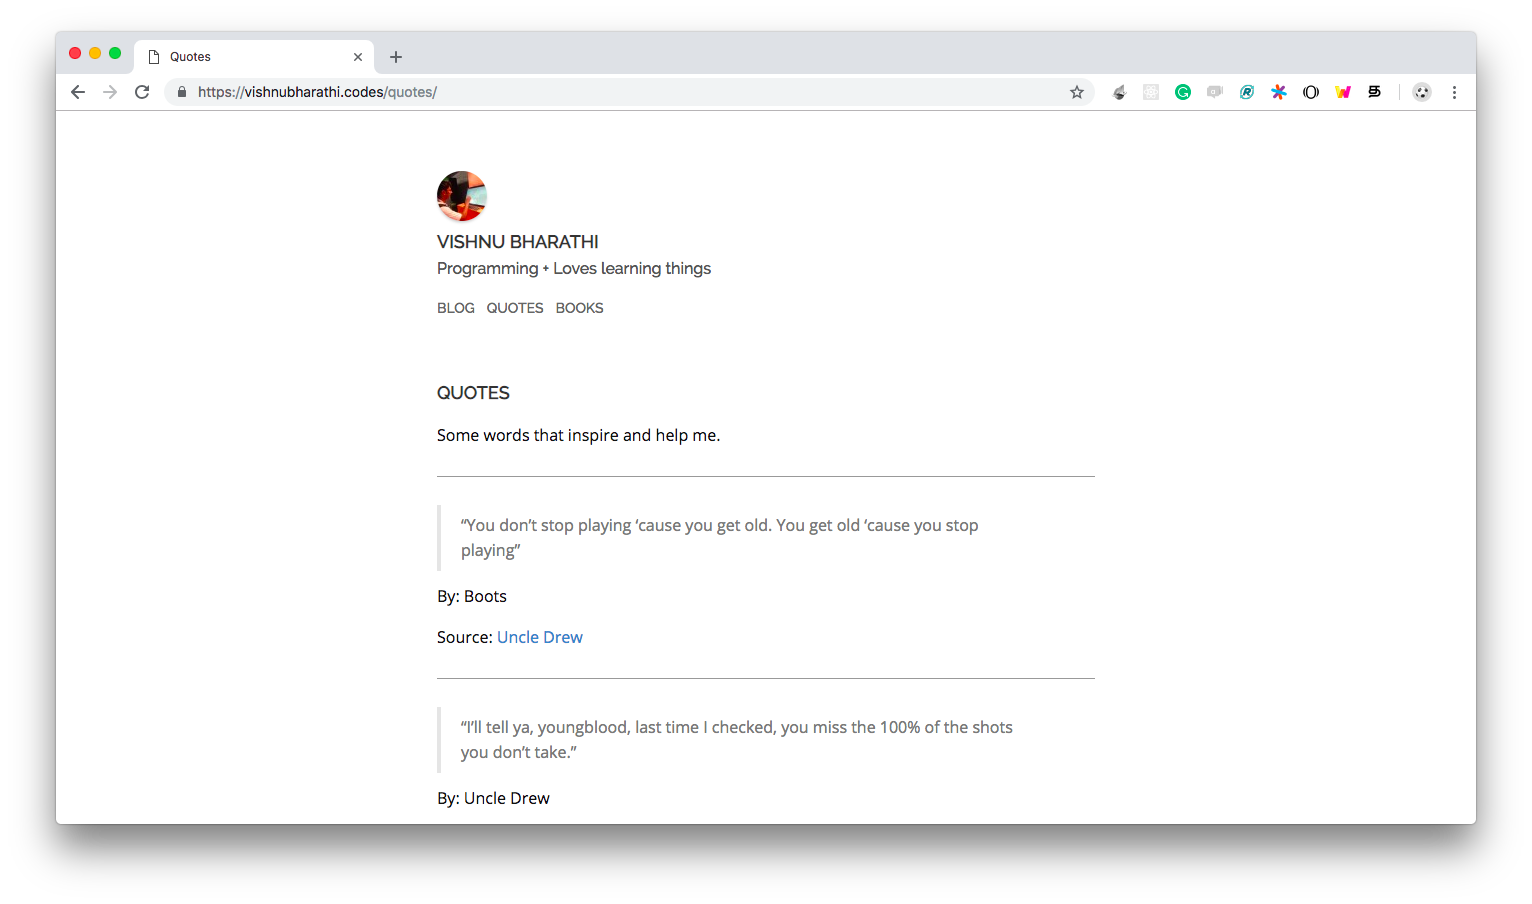 Quotes
https://vishnubharathi.codes/quotes/
VISHNU BHARATHI
Programming + Loves learning things
BLOG QUOTES BOOKS
QUOTES
Some words that inspire and help me.
“You don’t stop playing ‘cause you get old. You get old ‘cause you stop
playing”
By: Boots
Source: Uncle Drew
“I’ll tell ya, youngblood, last time I checked, you miss the 100% of the shots
you don’t take.”
By: Uncle Drew